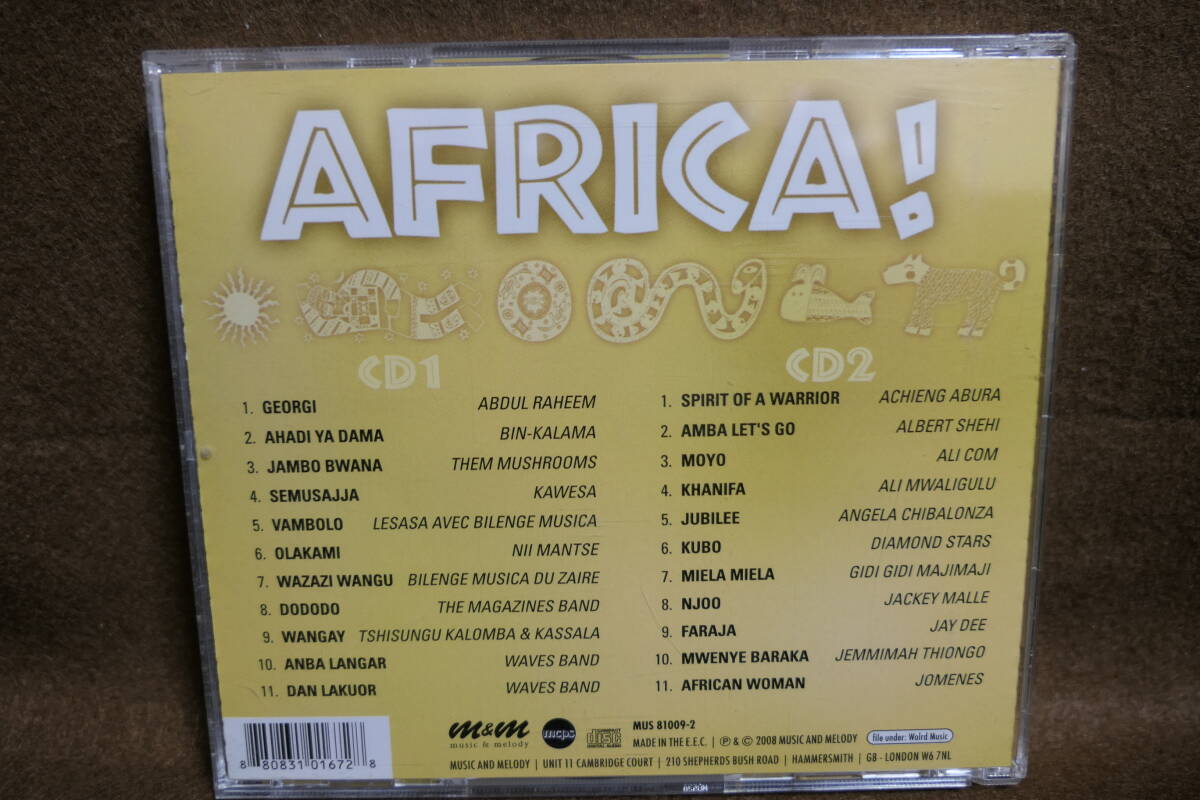 AFRICA!
CD1
1. GEORGI ABDUL RAHEEM
2. AHADI YA DAMA BIN-KALAMA
3. JAMBO BWANA THEM MUSHROOMS
4. SEMUSAJJA KAWESA
5. VAMBOLO LESASA AVEC BILENGE MUSICA
6. OLAKAMI NII MANTSE
7. WAZAZI WANGU BILENGE MUSICA DU ZAIRE
8. DODODO THE MAGAZINES BAND
9. WANGAY TSHISUNGU KALOMBA & KASSALA
10. ANBA LANGAR WAVES BAND
11. DAN LAKUOR WAVES BAND
CD2
1. SPIRIT OF A WARRIOR ACHIENG ABURA
2. AMBA LET'S GO ALBERT SHEHI
3. MOYO ALI COM
4. KHANIFA ALI MWALIGULU
5. JUBILEE ANGELA CHIBALONZA
6. KUBO DIAMOND STARS
7. MIELA MIELA GIDI GIDI MAJIMAJI
8. NJOO JACKEY MALLE
9. FARAJA JAY DEE
10. MWENYE BARAKA JEMMIMAH THIONGO
11. AFRICAN WOMAN JOMENES
8 80831 01672 8
m&m
music & melody
mcps
disc
DIGITAL AUDIO
MUS 81009-2
MADE IN THE E.E.C. | ℗ & © 2008 MUSIC AND MELODY
file under: Wolrd Music
MUSIC AND MELODY | UNIT 11 CAMBRIDGE COURT | 210 SHEPHERDS BUSH ROAD | HAMMERSMITH | GB - LONDON W6 7NL